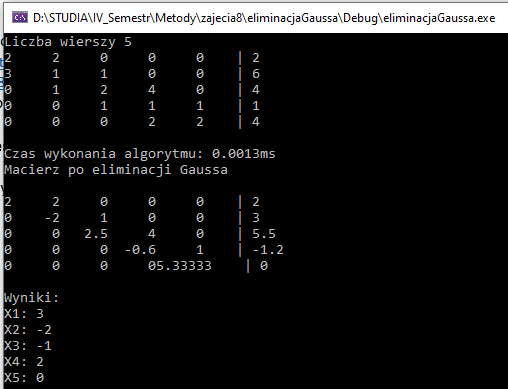 D:\STUDIA\IV_Semestr\Metody\zajecia8\eliminacjaGaussa\Debug\eliminacjaGaussa.exe
Liczba wierszy 5
2 2 0 0 0 | 2
3 1 1 0 0 | 6
0 1 2 4 0 | 4
0 0 1 1 1 | 1
0 0 0 2 2 | 4
Czas wykonania algorytmu: 0.0013ms
Macierz po eliminacji Gaussa
2 2 0 0 0 | 2
0 -2 1 0 0 | 3
0 0 2.5 4 0 | 5.5
0 0 0 -0.6 1 | -1.2
0 0 0 05.33333 | 0
Wyniki:
X1: 3
X2: -2
X3: -1
X4: 2
X5: 0